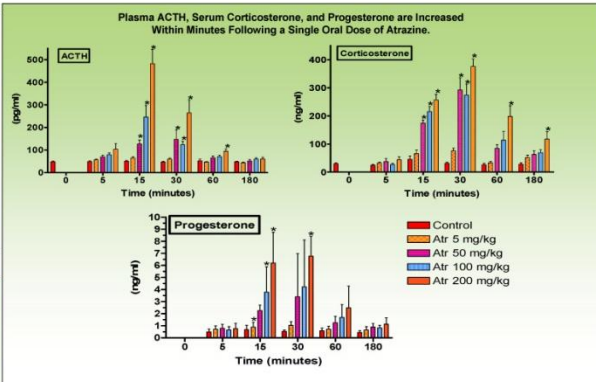 Plasma ACTH, Serum Corticosterone, and Progesterone are Increased
Within Minutes Following a Single Oral Dose of Atrazine.
ACTH
(pg/ml)
500
400
300
200
100
0
0 5 15 30 60 180
Time (minutes)
* * * * * * *
Corticosterone
(ng/ml)
400
300
200
100
0
0 5 15 30 60 180
Time (minutes)
* * * * * * * *
Progesterone
(ng/ml)
10
9
8
7
6
5
4
3
2
1
0
0 5 15 30 60 180
Time (minutes)
* * * *
Control
Atr 5 mg/kg
Atr 50 mg/kg
Atr 100 mg/kg
Atr 200 mg/kg